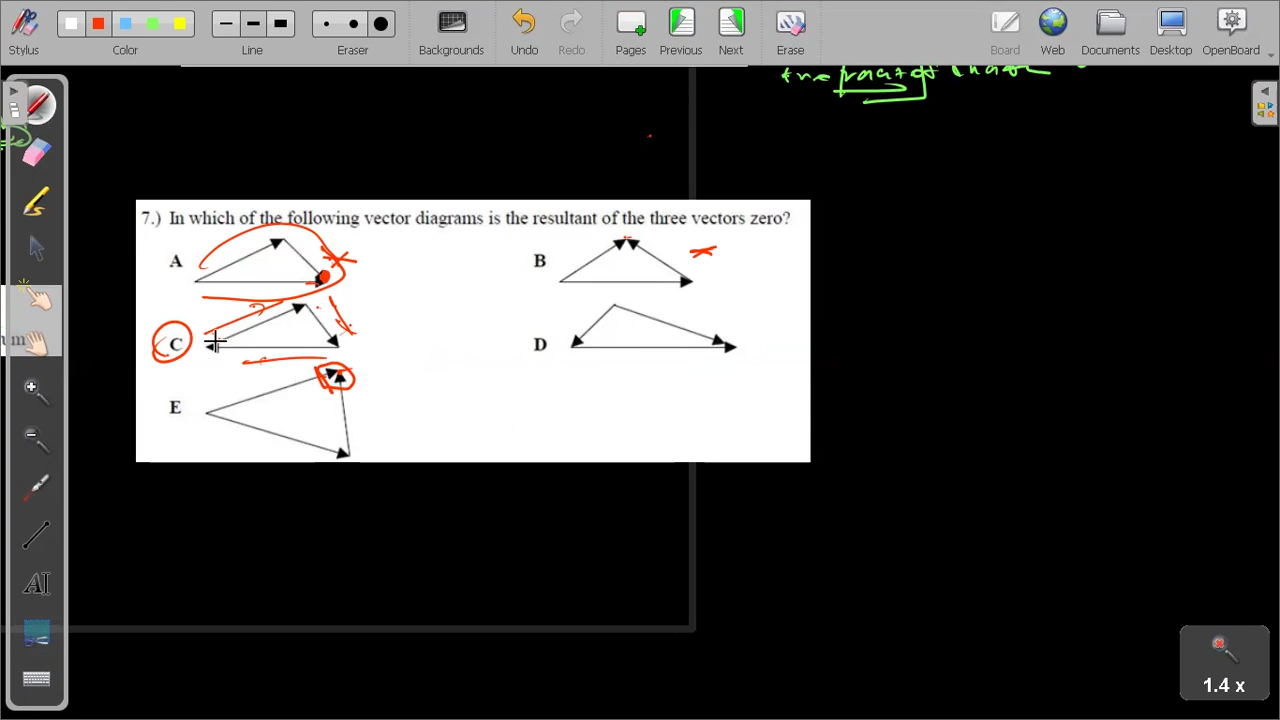 Stylus Color Line Eraser Backgrounds Undo Redo Pages Previous Next Erase Board Web Documents Desktop OpenBoard
7.) In which of the following vector diagrams is the resultant of the three vectors zero?
A B
C D
E
AI
1.4 x